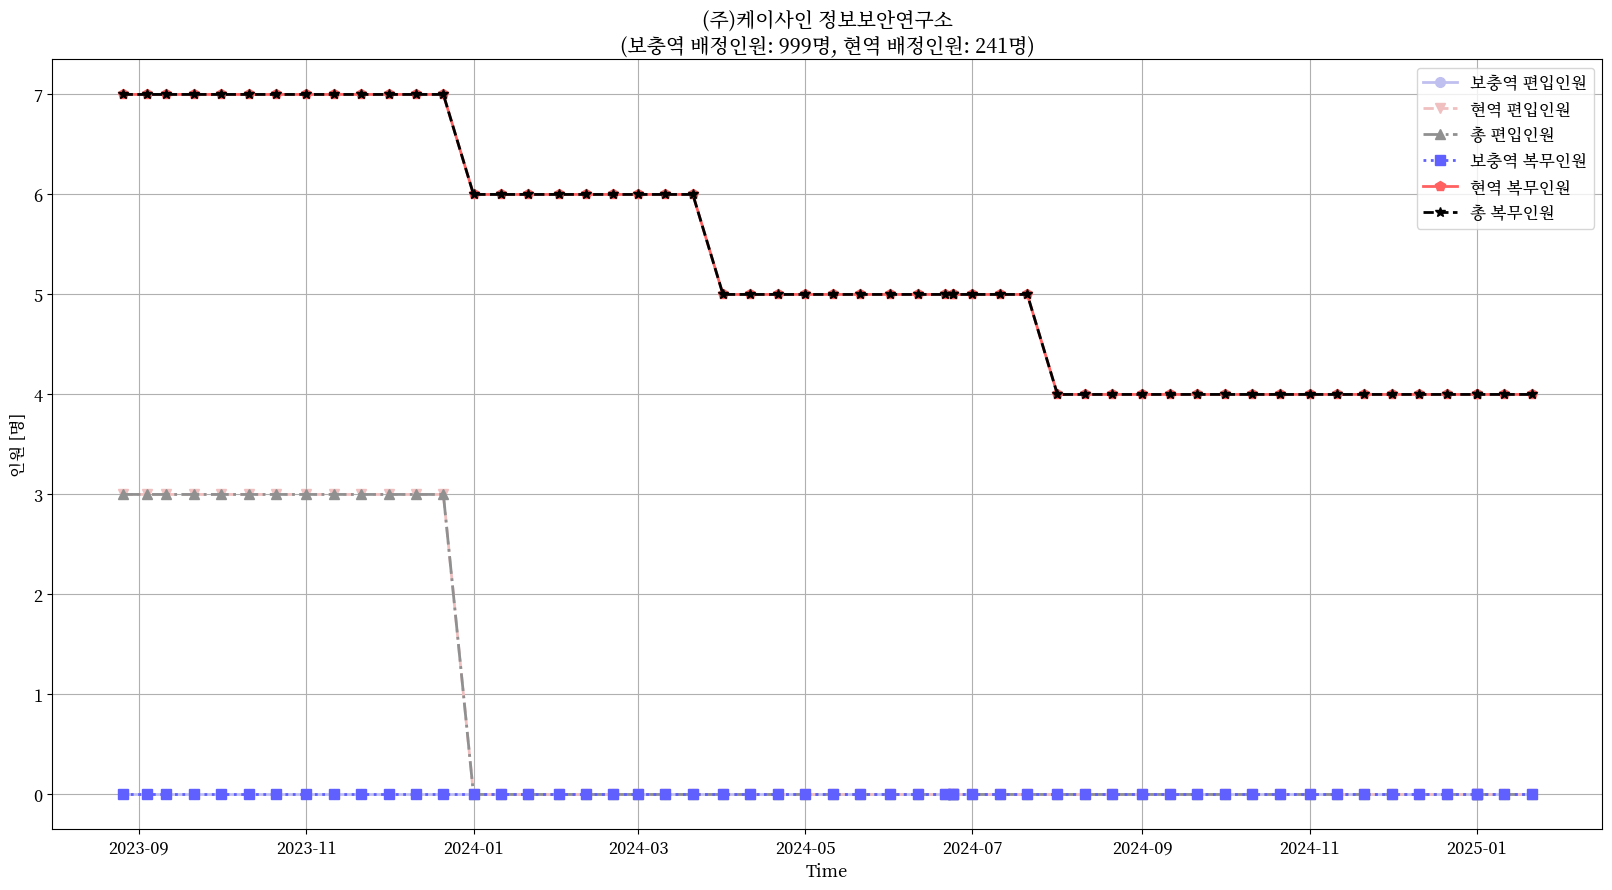 (주)케이사인 정보보안연구소
(보충역 배정인원: 999명, 현역 배정인원: 241명)
보충역 편입인원
현역 편입인원
총 편입인원
보충역 복무인원
현역 복무인원
총 복무인원
인원 [명]
7
6
5
4
3
2
1
0
2023-09
2023-11
2024-01
2024-03
2024-05
2024-07
2024-09
2024-11
2025-01
Time